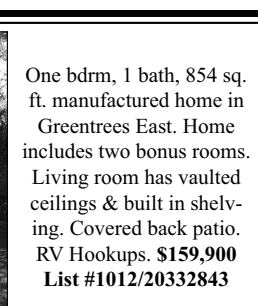 One bdrm, 1 bath, 854 sq.
ft. manufactured home in
Greentrees East. Home
includes two bonus rooms.
Living room has vaulted
ceilings & built in shelv-
ing. Covered back patio.
RV Hookups. $159,900
List #1012/20332843